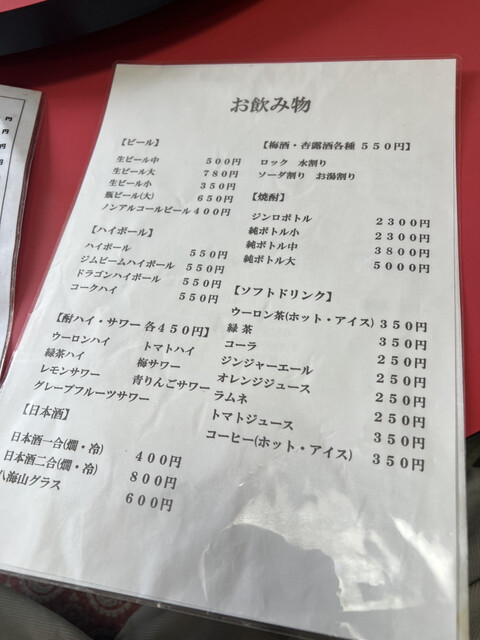 お飲み物
【ビール】
生ビール中 500円
生ビール大 780円
生ビール小 350円
瓶ビール(大) 650円
ノンアルコールビール 400円
【ハイボール】
ハイボール 550円
ジムビームハイボール 550円
ドラゴンハイボール 550円
コークハイ 550円
【酎ハイ・サワー 各450円】
ウーロンハイ トマトハイ
緑茶ハイ 梅サワー
レモンサワー 青りんごサワー
グレープフルーツサワー
【日本酒】
日本酒一合(燗・冷) 400円
日本酒二合(燗・冷) 800円
八海山グラス 600円
【梅酒・杏露酒各種 550円】
ロック 水割り
ソーダ割り お湯割り
【焼酎】
ジンロボトル 2300円
純ボトル小 2300円
純ボトル中 3800円
純ボトル大 5000円
【ソフトドリンク】
ウーロン茶(ホット・アイス) 350円
緑茶 350円
コーラ 250円
ジンジャーエール 250円
オレンジジュース 250円
ラムネ 250円
トマトジュース 350円
コーヒー(ホット・アイス) 350円